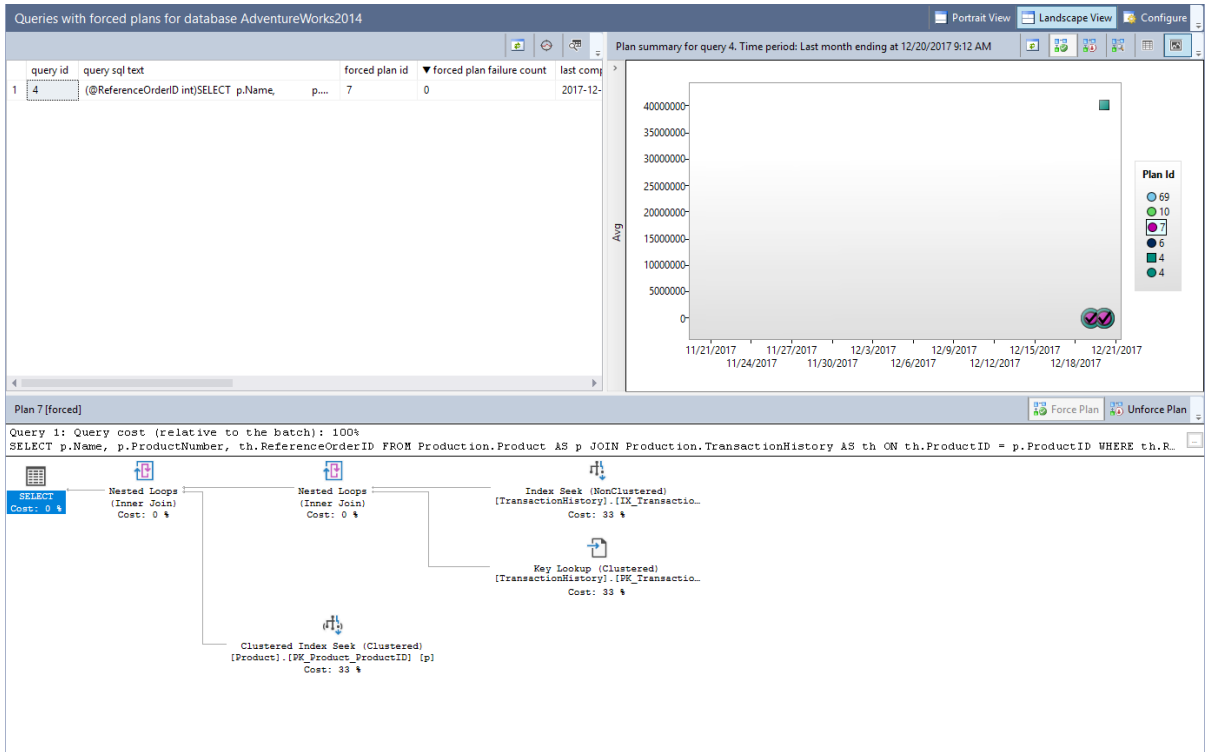 Queries with forced plans for database AdventureWorks2014
Portrait View Landscape View Configure
Plan summary for query 4. Time period: Last month ending at 12/20/2017 9:12 AM
query id query sql text forced plan id ▼ forced plan failure count last comp
1 4 (@ReferenceOrderID int)SELECT p.Name, p.... 7 0 2017-12-
Avg
40000000
35000000
30000000
25000000
20000000
15000000
10000000
5000000
0
11/21/2017 11/27/2017 12/3/2017 12/9/2017 12/15/2017 12/21/2017
11/24/2017 11/30/2017 12/6/2017 12/12/2017 12/18/2017
Plan Id
69
10
7
6
4
4
Plan 7 [forced]
Force Plan Unforce Plan
Query 1: Query cost (relative to the batch): 100%
SELECT p.Name, p.ProductNumber, th.ReferenceOrderID FROM Production.Product AS p JOIN Production.TransactionHistory AS th ON th.ProductID = p.ProductID WHERE th.R…
...
SELECT
Cost: 0 %
Nested Loops
(Inner Join)
Cost: 0 %
Nested Loops
(Inner Join)
Cost: 0 %
Index Seek (NonClustered)
[TransactionHistory].[IX_Transactio…
Cost: 33 %
Key Lookup (Clustered)
[TransactionHistory].[PK_Transactio…
Cost: 33 %
Clustered Index Seek (Clustered)
[Product].[PK_Product_ProductID] [p]
Cost: 33 %